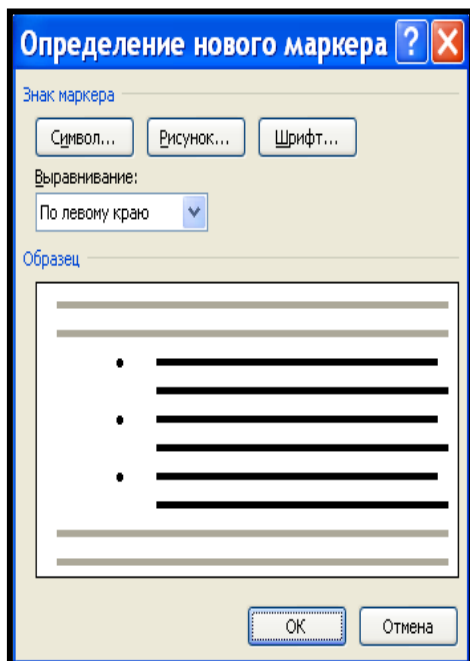 Определение нового маркера
Знак маркера
Символ... Рисунок... Шрифт...
Выравнивание:
По левому краю
Образец
ОК Отмена